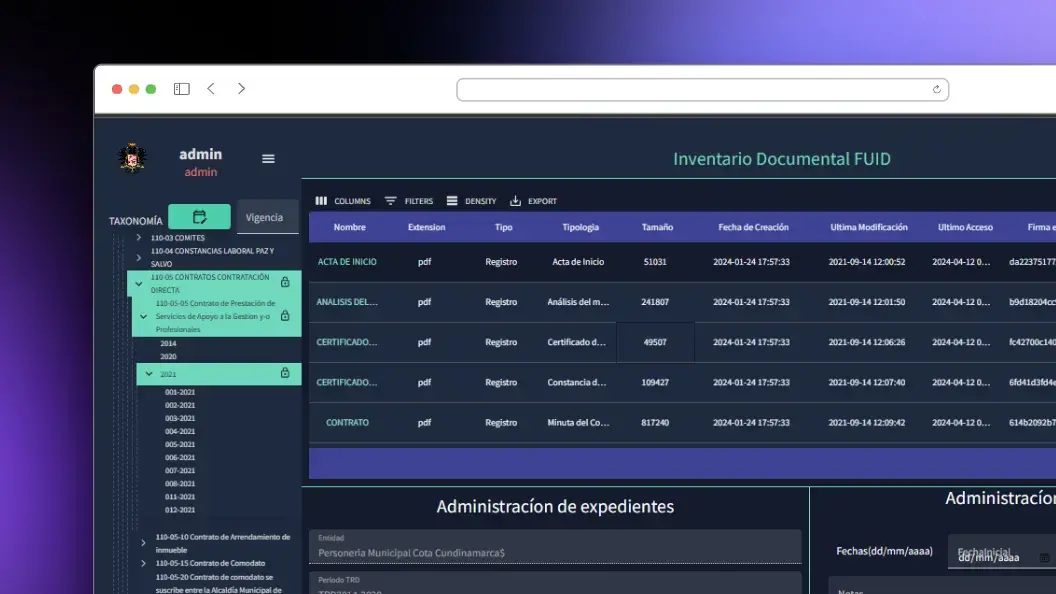 admin
admin
Inventario Documental FUID
TAXONOMÍA
Vigencia
110-03 COMITES
110-04 CONSTANCIAS LABORAL PAZ Y
SALVO
110-05 CONTRATOS CONTRATACIÓN
DIRECTA
110-05-05 Contrato de Prestación de
Servicios de Apoyo a la Gestion y-o
Profesionales
2014
2020
2021
001-2021
002-2021
003-2021
004-2021
005-2021
006-2021
007-2021
008-2021
011-2021
012-2021
110-05-10 Contrato de Arrendamiento de
inmueble
110-05-15 Contrato de Comodato
110-05-20 Contrato de comodato se
suscribe entre la Alcaldía Municipal de
COLUMNS FILTERS DENSITY EXPORT
Nombre Extension Tipo Tipología Tamaño Fecha de Creación Ultima Modificación Ultimo Acceso Firma e
ACTA DE INICIO pdf Registro Acta de Inicio 51031 2024-01-24 17:57:33 2021-09-14 12:00:52 2024-04-12 0... da22375177
ANALISIS DEL... pdf Registro Análisis del m... 241807 2024-01-24 17:57:33 2021-09-14 12:01:50 2024-04-12 0... b9d18204cc
CERTIFICADO... pdf Registro Certificado d... 49507 2024-01-24 17:57:33 2021-09-14 12:06:26 2024-04-12 0... fc42700c140
CERTIFICADO... pdf Registro Constancia d... 109427 2024-01-24 17:57:33 2021-09-14 12:07:40 2024-04-12 0... 6fd41d3fd4e
CONTRATO pdf Registro Minuta del Co... 817240 2024-01-24 17:57:33 2021-09-14 12:09:42 2024-04-12 0... 614b2092b7
Administracíon de expedientes
Entidad
Personería Municipal Cota Cundinamarca$
Periodo TRD
TRD2014-2020
Administracíon
Fechas(dd/mm/aaaa)
FechaInicial
dd/mm/aaaa
Notas